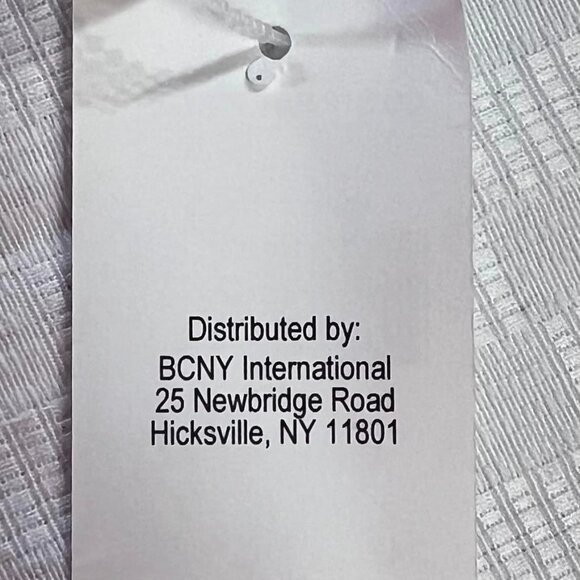 Distributed by:
BCNY International
25 Newbridge Road
Hicksville, NY 11801